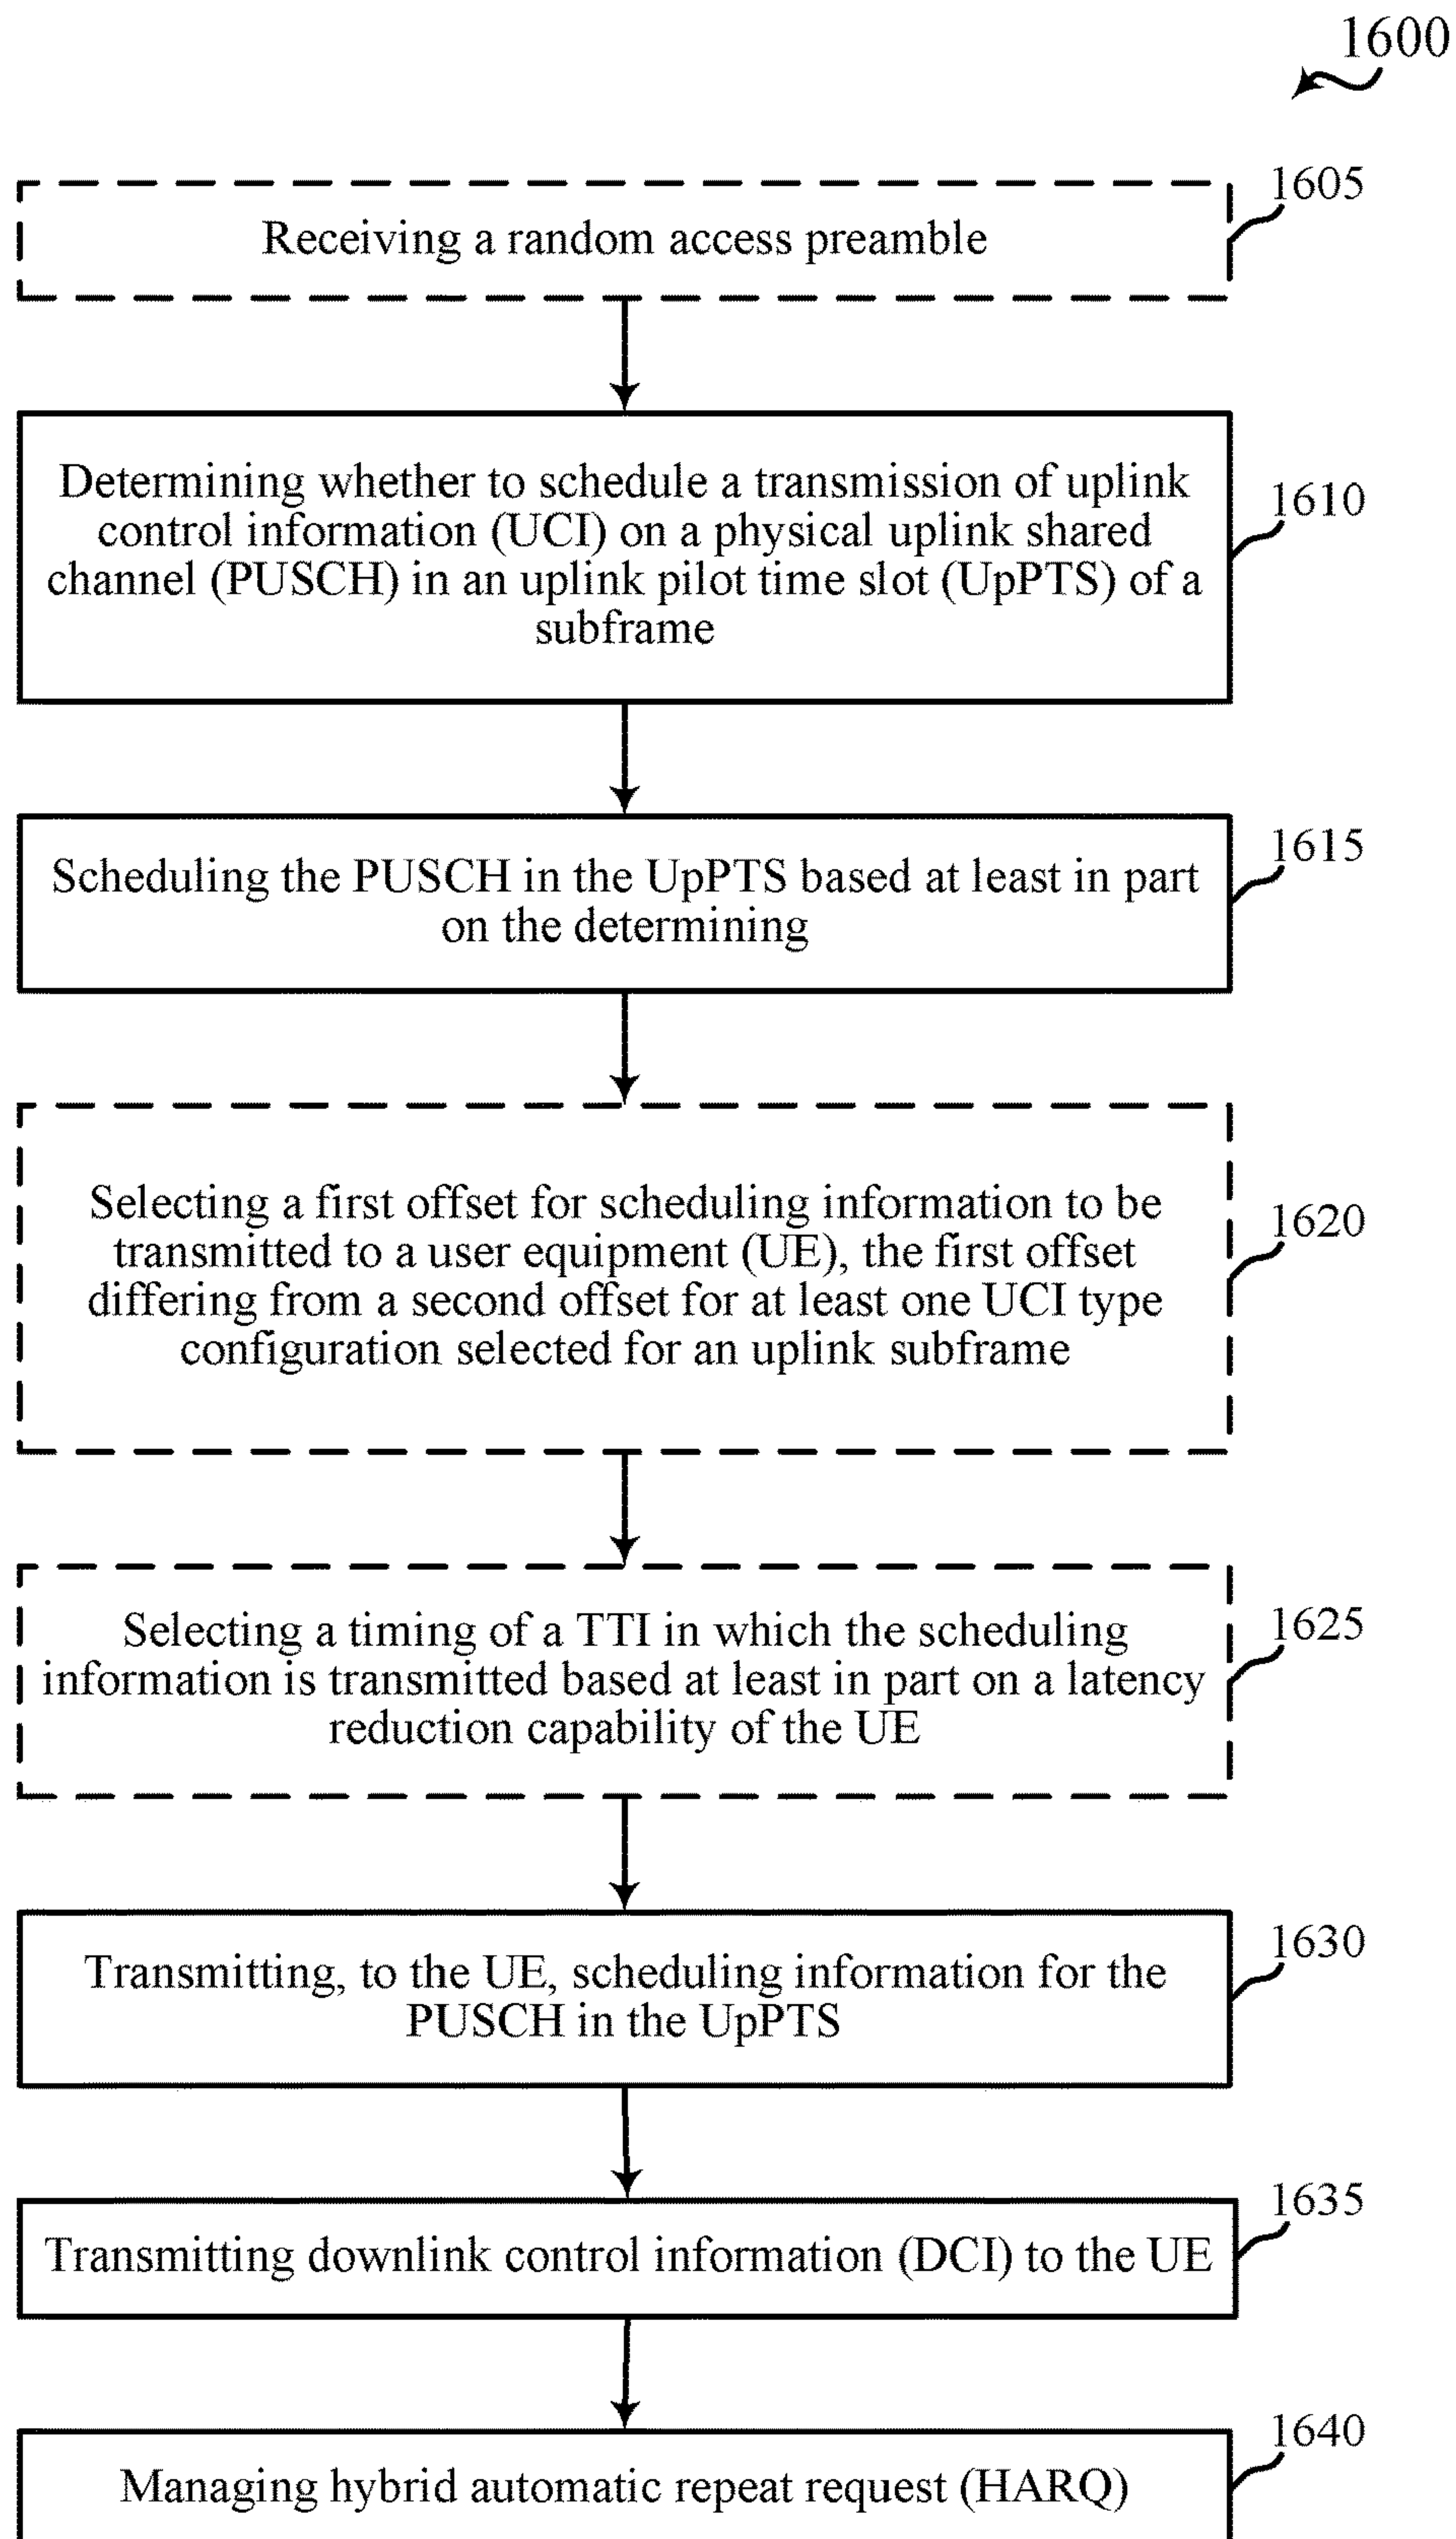 1600
1605
Receiving a random access preamble
Determining whether to schedule a transmission of uplink
control information (UCI) on a physical uplink shared
channel (PUSCH) in an uplink pilot time slot (UpPTS) of a
subframe
1610
Scheduling the PUSCH in the UpPTS based at least in part
on the determining
1615
Selecting a first offset for scheduling information to be
transmitted to a user equipment (UE), the first offset
differing from a second offset for at least one UCI type
configuration selected for an uplink subframe
1620
Selecting a timing of a TTI in which the scheduling
information is transmitted based at least in part on a latency
reduction capability of the UE
1625
Transmitting, to the UE, scheduling information for the
PUSCH in the UpPTS
1630
Transmitting downlink control information (DCI) to the UE
1635
Managing hybrid automatic repeat request (HARQ)
1640